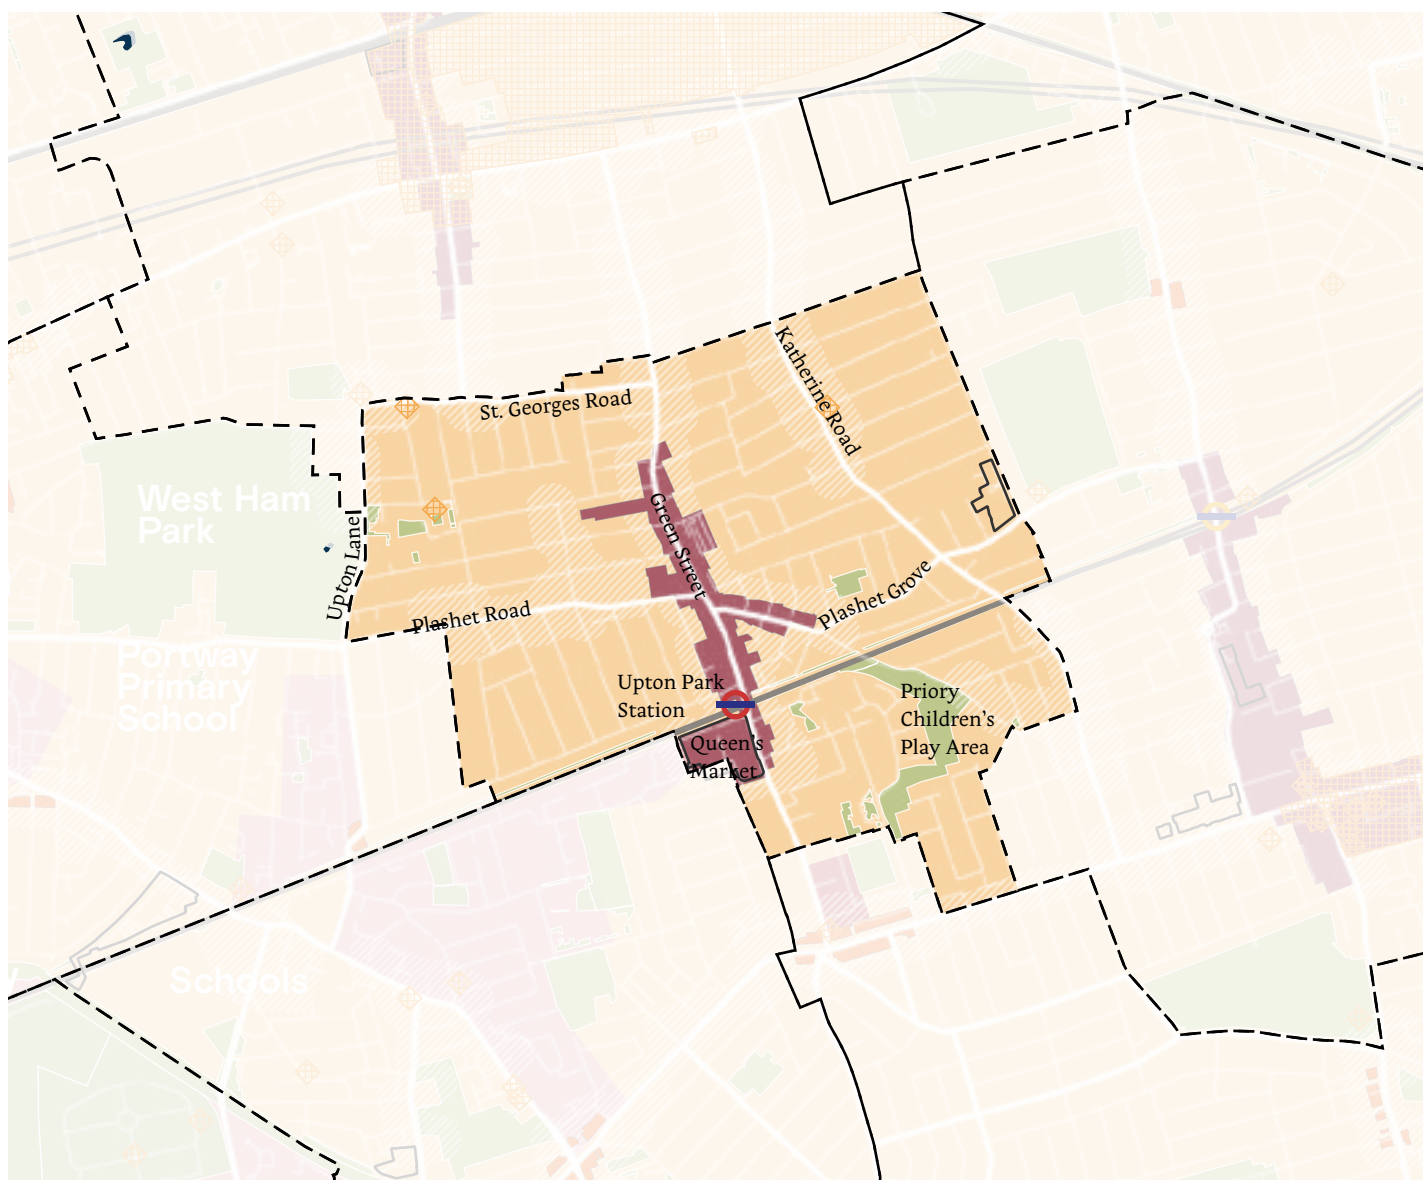 Katherine Road
St. Georges Road
West Ham
Park
Green Street
Upton Lane
Plashet Grove
Plashet Road
Portway
Primary
School
Upton Park
Station
Priory
Children's
Play Area
Queen's
Market
Schools